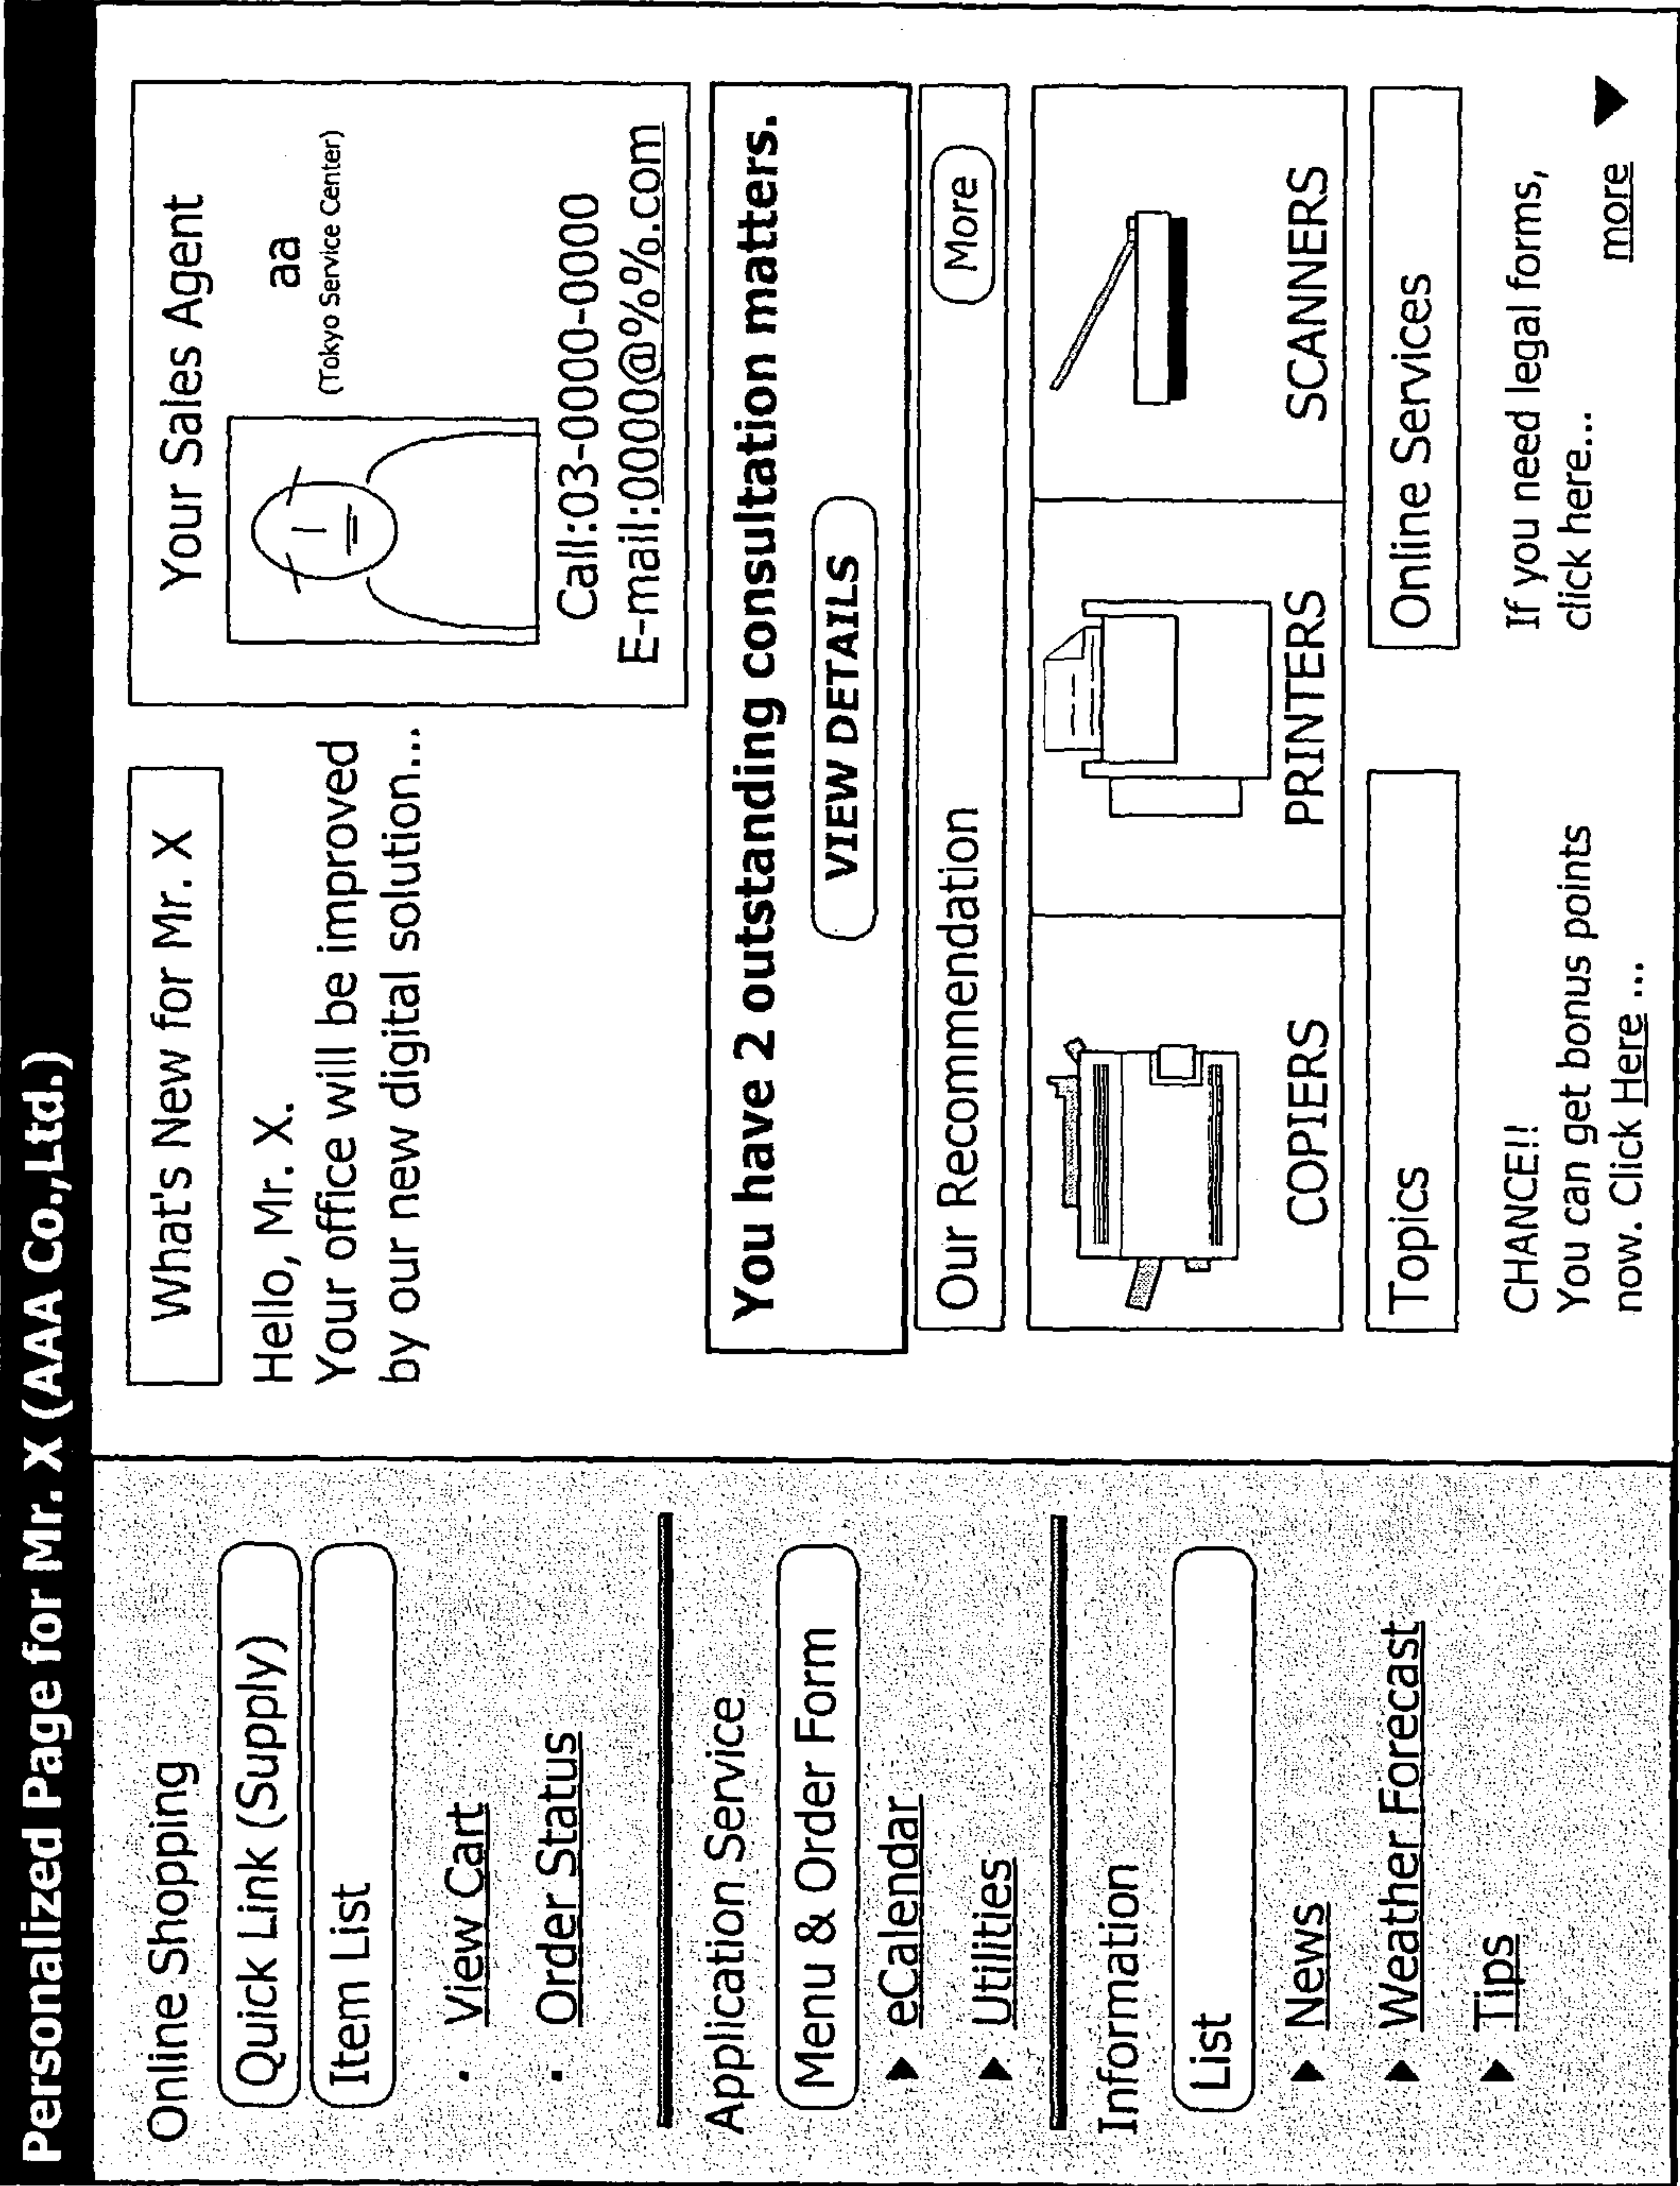 Personalized Page for Mr. X (AAA Co.,Ltd.)
Online Shopping
Quick Link (Supply)
Item List
· View Cart
· Order Status
Application Service
Menu & Order Form
▶ eCalendar
▶ Utilities
Information
List
▶ News
▶ Weather Forecast
▶ Tips
What's New for Mr. X
Hello, Mr. X.
Your office will be improved
by our new digital solution...
Your Sales Agent
aa
(Tokyo Service Center)
Call:03-0000-0000
E-mail:0000@%%.com
You have 2 outstanding consultation matters.
VIEW DETAILS
Our Recommendation
More
COPIERS
PRINTERS
SCANNERS
Topics
CHANCE!!
You can get bonus points
now. Click Here ...
Online Services
If you need legal forms,
click here...
more